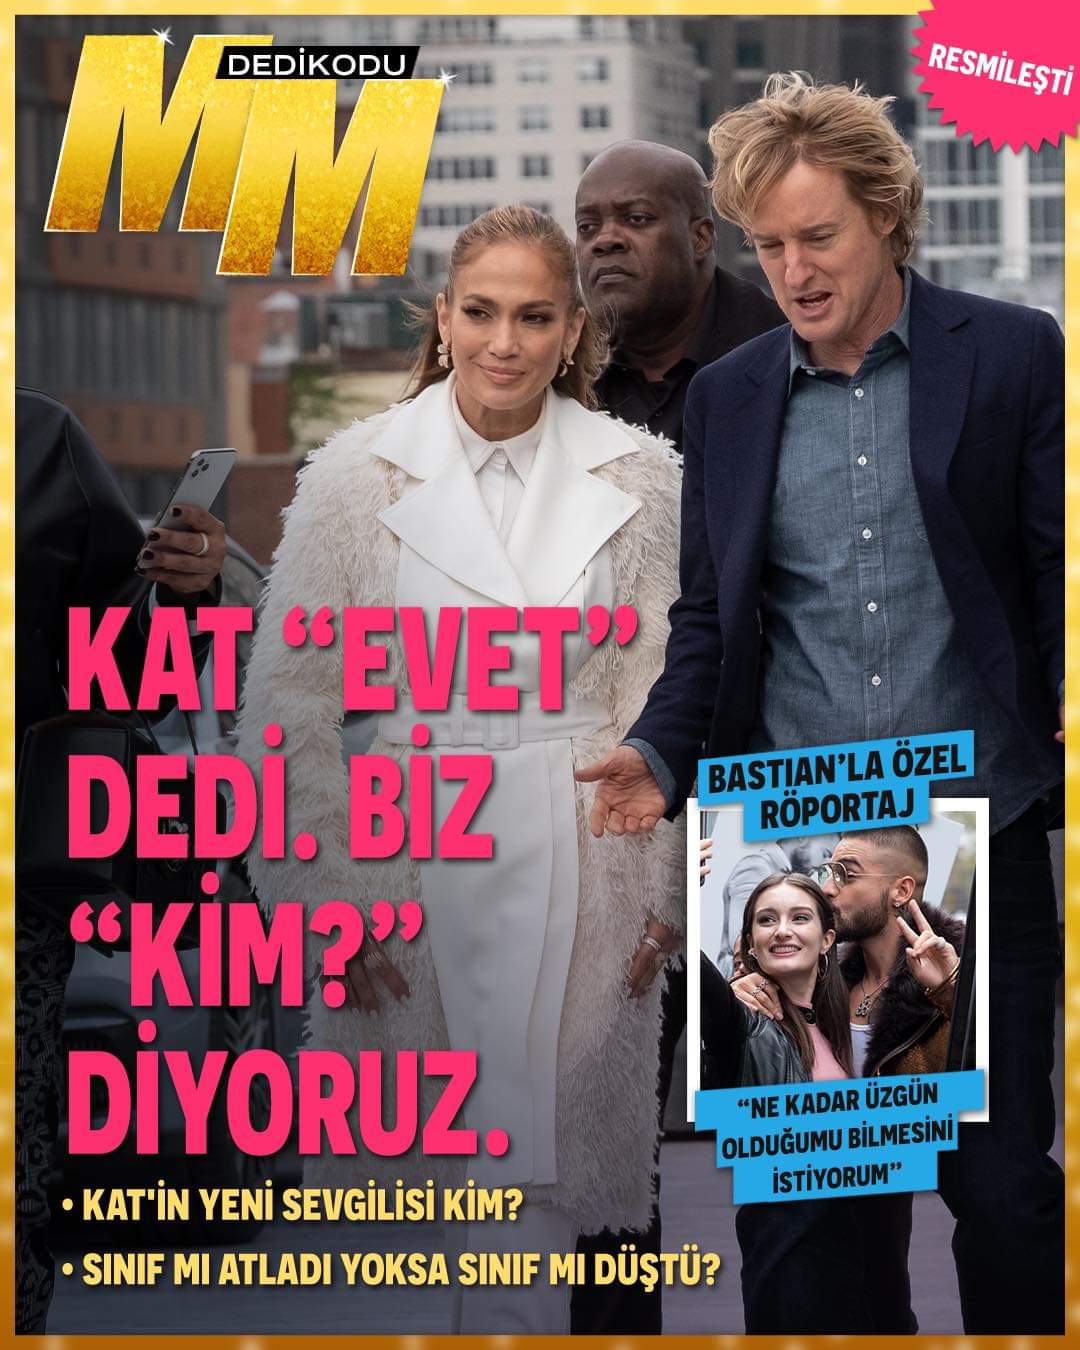 MM
DEDİKODU
RESMİLEŞTİ
KAT “EVET”
DEDİ. BİZ
“KİM?”
DİYORUZ.
• KAT'İN YENİ SEVGİLİSİ KİM?
• SINIF MI ATLADI YOKSA SINIF MI DÜŞTÜ?
BASTIAN’LA ÖZEL
RÖPORTAJ
“NE KADAR ÜZGÜN
OLDUĞUMU BİLMESİNİ
İSTİYORUM”